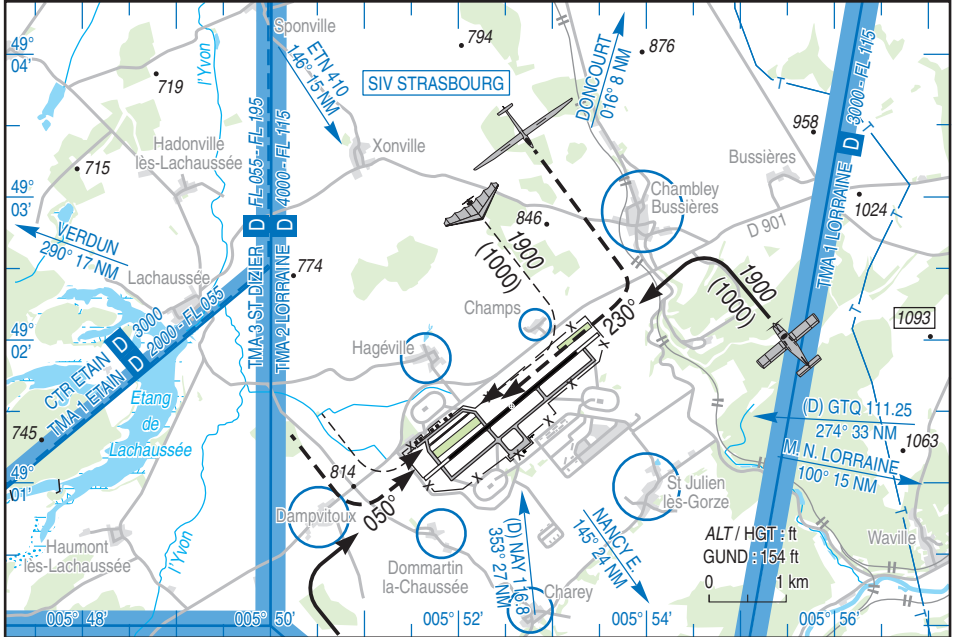 Sponville
794
876
49°
04'
ETN 410
146° 15 NM
SIV STRASBOURG
DONCOURT
016° 8 NM
719
l'Yvon
T
958
T
TMA 1 LORRAINE D 3000 - FL 115
Hadonville
lès-Lachaussée
Xonville
Bussières
715
49°
03'
Chambley
Bussières
1024
T
846
D 901
VERDUN
290° 17 NM
TMA 3 ST DIZIER D FL 055 - FL 195
TMA 2 LORRAINE D 4000 - FL 115
774
1900
(1000)
1900
(1000)
Lachaussée
T
Champs
230°
1093
49°
02'
CTR ETAIN D 3000
TMA 1 ETAIN D 2000 - FL 055
Hagéville
X
X
Etang
de
Lachaussée
745
(D) GTQ 111.25
274° 33 NM
1063
M. N. LORRAINE
100° 15 NM
49°
01'
814
050°
X
X
X
St Julien
lès-Gorze
Dampvitoux
(D) NAY 116.8
353° 27 NM
NANCY E.
145° 24 NM
ALT / HGT : ft
GUND : 154 ft
0 1 km
Waville
Haumont
lès-Lachaussée
l'Yvon
Dommartin
la-Chaussée
Charey
005° 48'
005° 50'
005° 52'
005° 54'
005° 56'